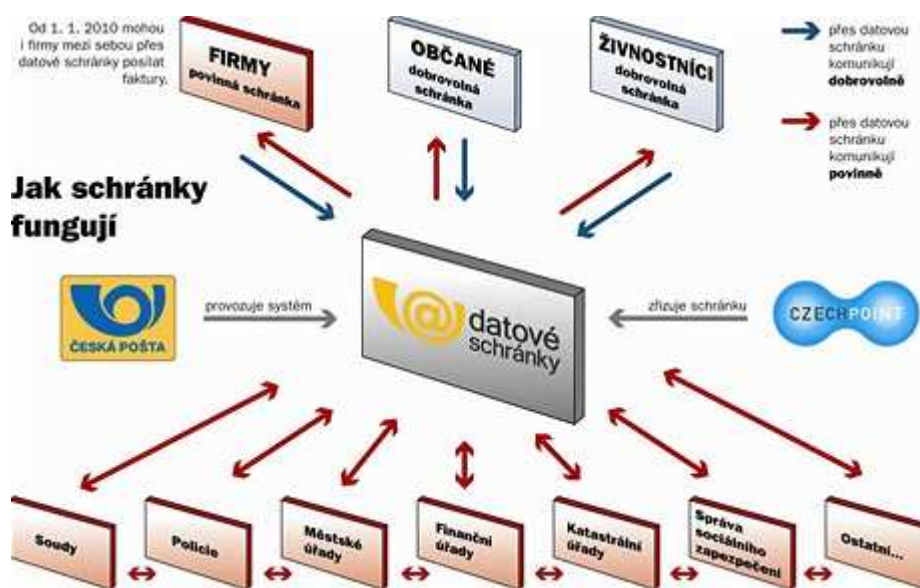 Od 1. 1. 2010 mohou
i firmy mezi sebou přes
datové schránky posítat
faktury.
FIRMY
povinná schránka
OBČANÉ
dobrovolná
schránka
ŽIVNOSTNÍCI
dobrovolná
schránka
přes datovou
schránku
komunikují
dobrovolně
přes datovou
schránku
komunikují
povinně
Jak schránky
fungují
ČESKÁ POŠTA
provozuje systém
@
datové
schránky
zřizuje schránku
CZECHPOINT
Soudy
Policie
Městské
úřady
Finanční
úřady
Katastrální
úřady
Správa
sociálního
zapezpečení
Ostatní...